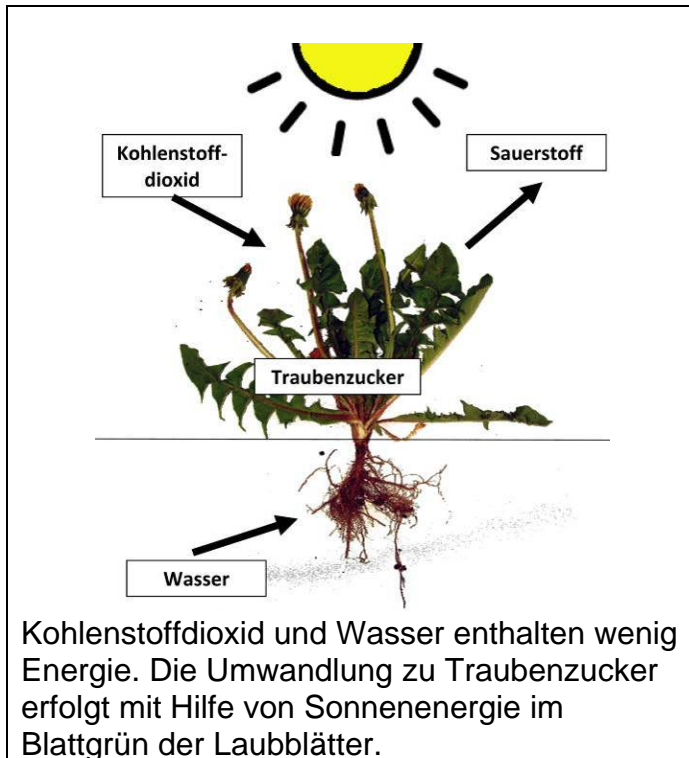 Kohlenstoff-
dioxid
Sauerstoff
Traubenzucker
Wasser
Kohlenstoffdioxid und Wasser enthalten wenig
Energie. Die Umwandlung zu Traubenzucker
erfolgt mit Hilfe von Sonnenenergie im
Blattgrün der Laubblätter.